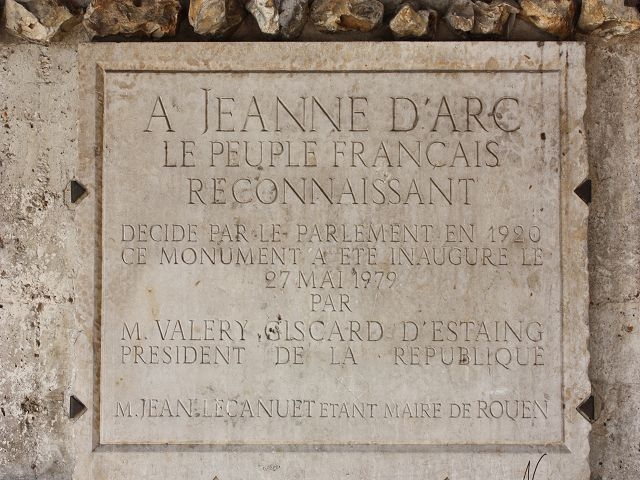 A JEANNE D'ARC
LE PEUPLE FRANÇAIS
RECONNAISSANT
DECIDE PAR LE PARLEMENT EN 1920
CE MONUMENT A ETE INAUGURE LE
27 MAI 1979
PAR
M. VALERY GISCARD D'ESTAING
PRESIDENT DE LA REPUBLIQUE
M. JEAN LECANUET ETANT MAIRE DE ROUEN